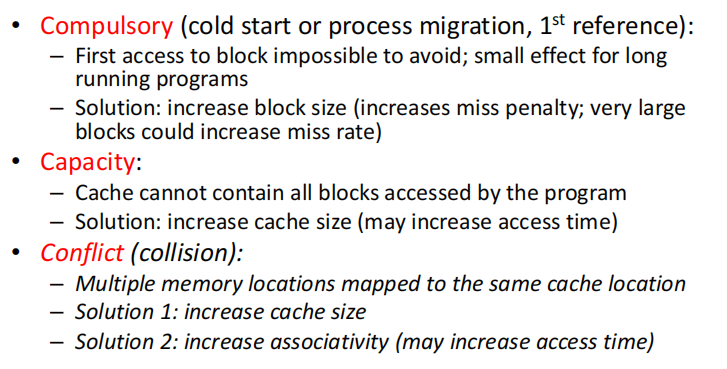 • Compulsory (cold start or process migration, 1st reference):
– First access to block impossible to avoid; small effect for long
running programs
– Solution: increase block size (increases miss penalty; very large
blocks could increase miss rate)
• Capacity:
– Cache cannot contain all blocks accessed by the program
– Solution: increase cache size (may increase access time)
• Conflict (collision):
– Multiple memory locations mapped to the same cache location
– Solution 1: increase cache size
– Solution 2: increase associativity (may increase access time)